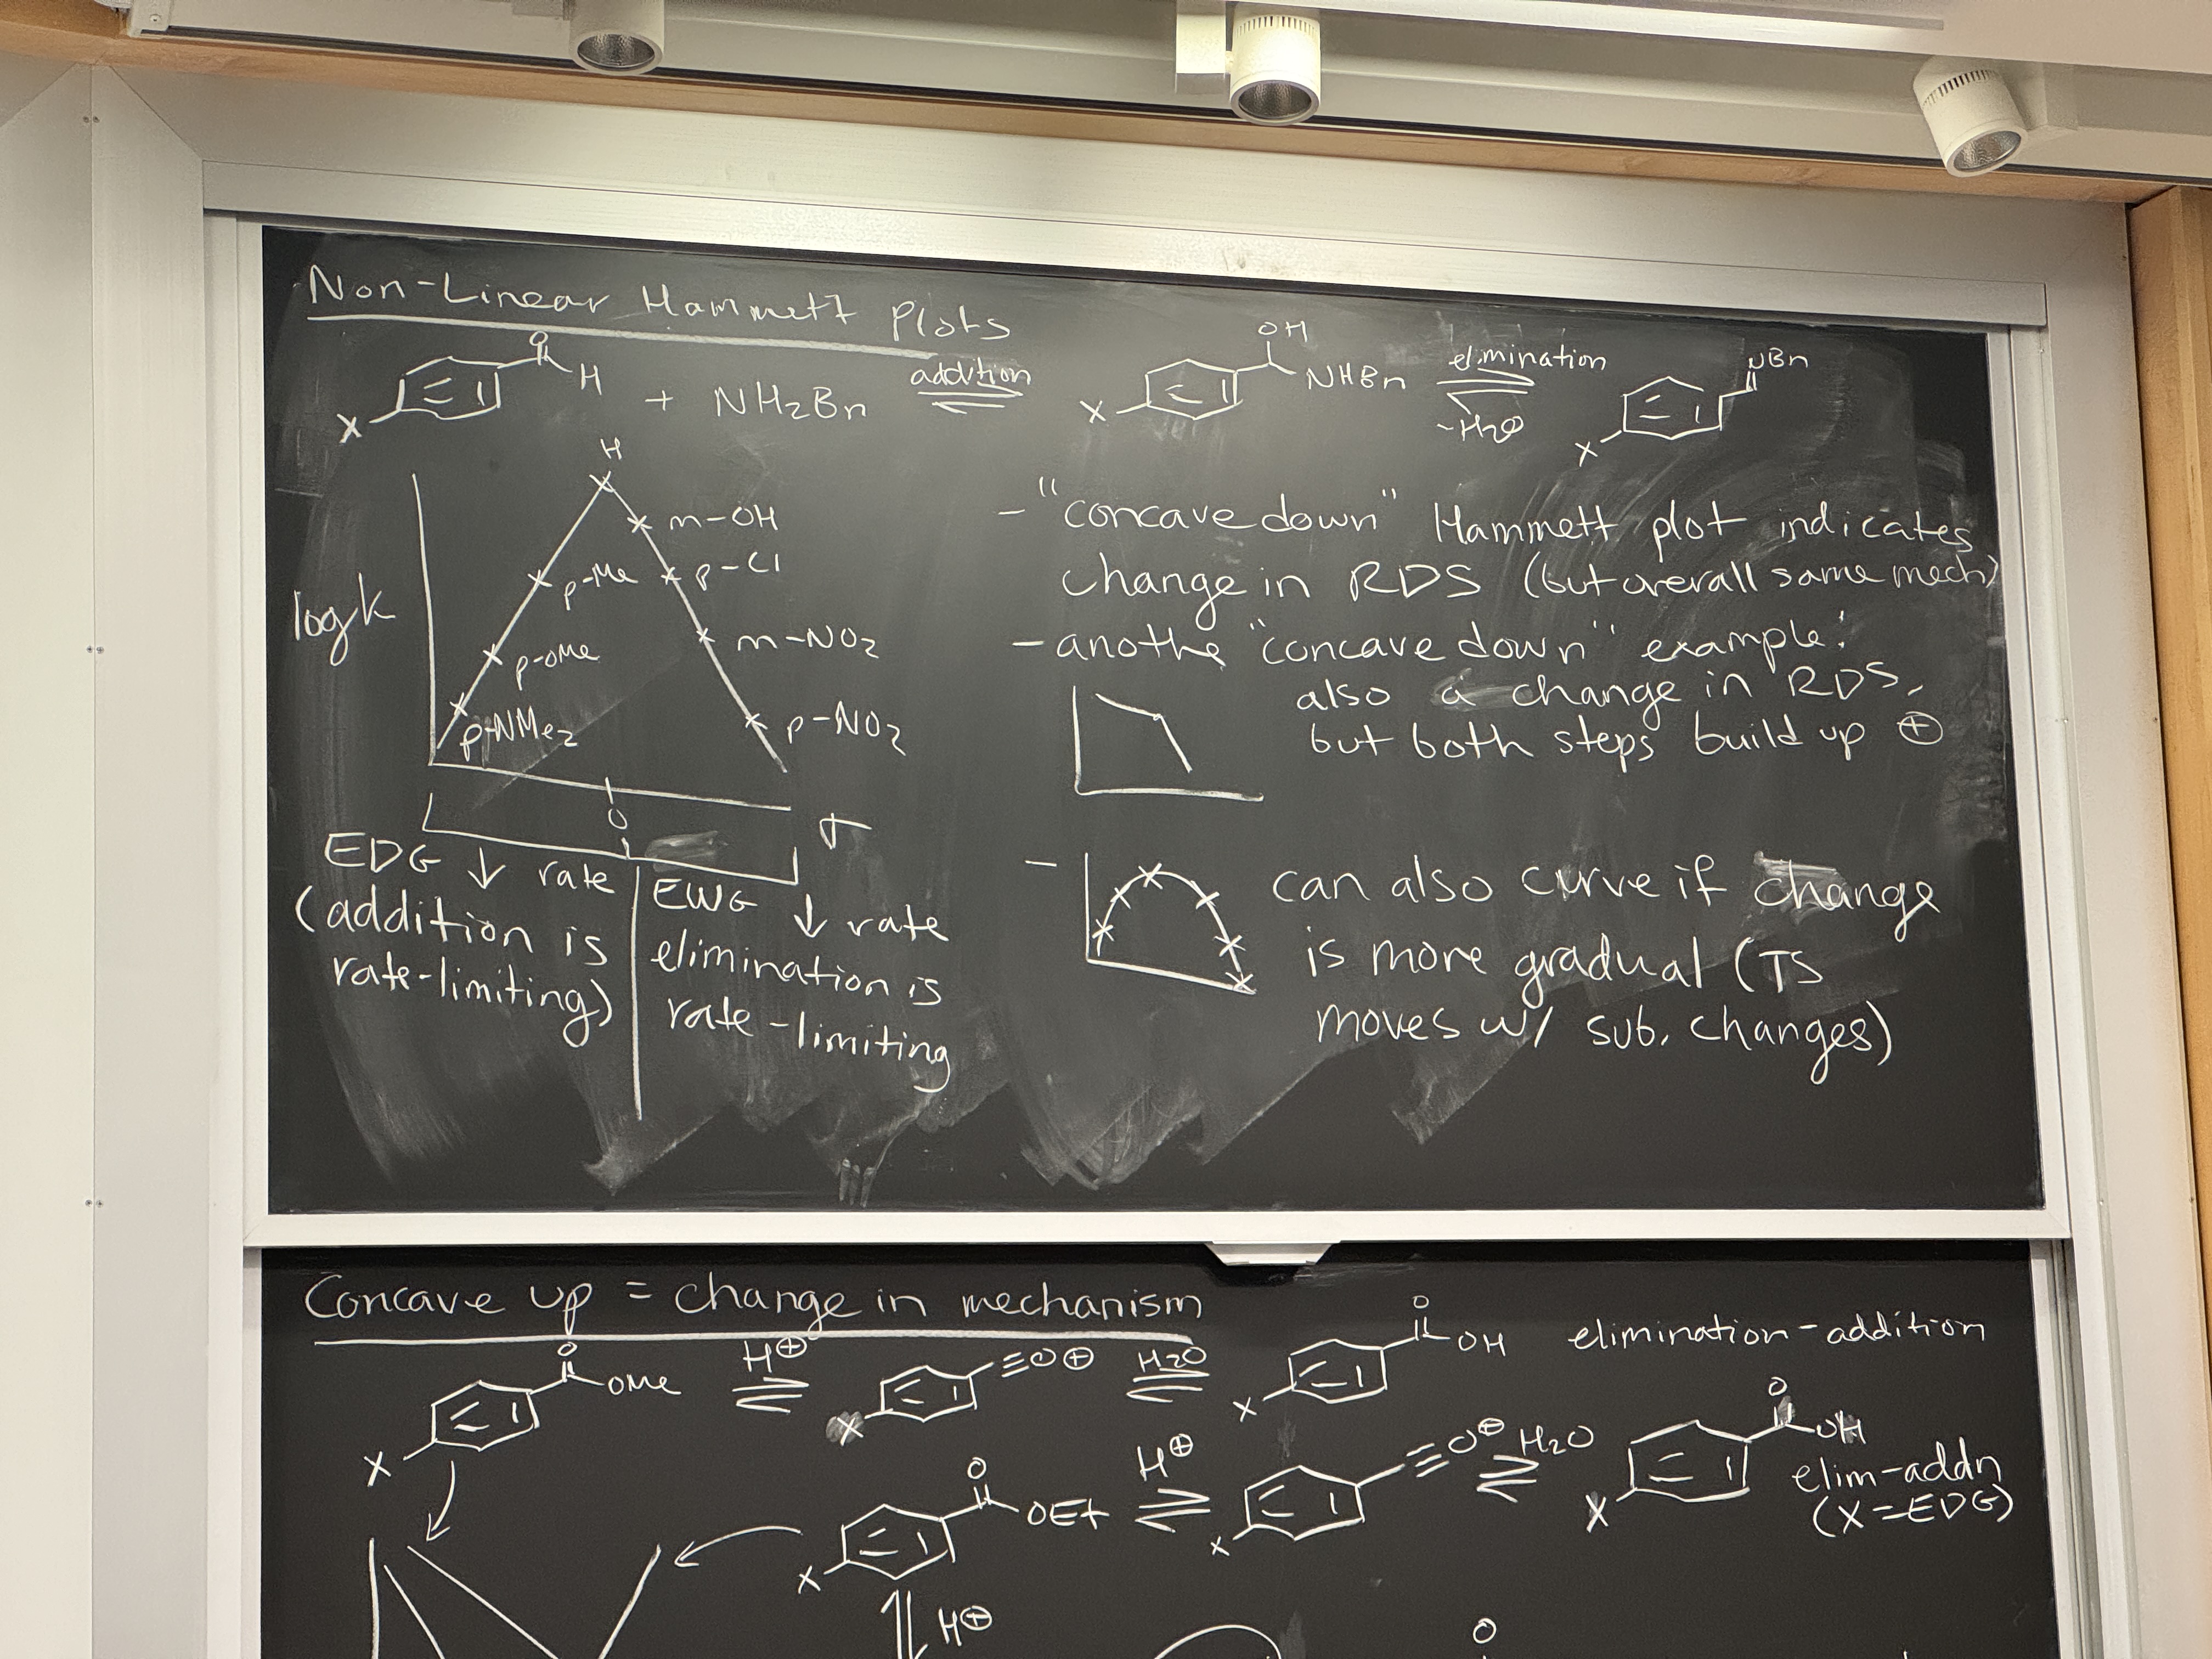 Non-Linear Hammett Plots
O
H
X
+ NH2Bn
addition
OH
NHBn
X
elimination
-H2O
NBn
X
log k
H
m-OH
p-Me
p-Cl
p-OMe
m-NO2
p-NMe2
p-NO2
0
σ
EDG ↓ rate
(addition is
rate-limiting)
EWG ↓ rate
elimination is
rate-limiting
- "concave down" Hammett plot indicates
change in RDS (but overall same mech)
- anothe "concave down" example:
also a change in RDS,
but both steps build up ⊕
- can also curve if change
is more gradual (TS
moves w/ sub. changes)
Concave up = change in mechanism
O
OMe
X
H⊕
≡O⊕
X
H2O
O
OH
X
elimination-addition
O
OEt
X
H⊕
≡O⊕
X
H2O
O
OH
X
elim-addn
(X=EDG)
H⊕
O